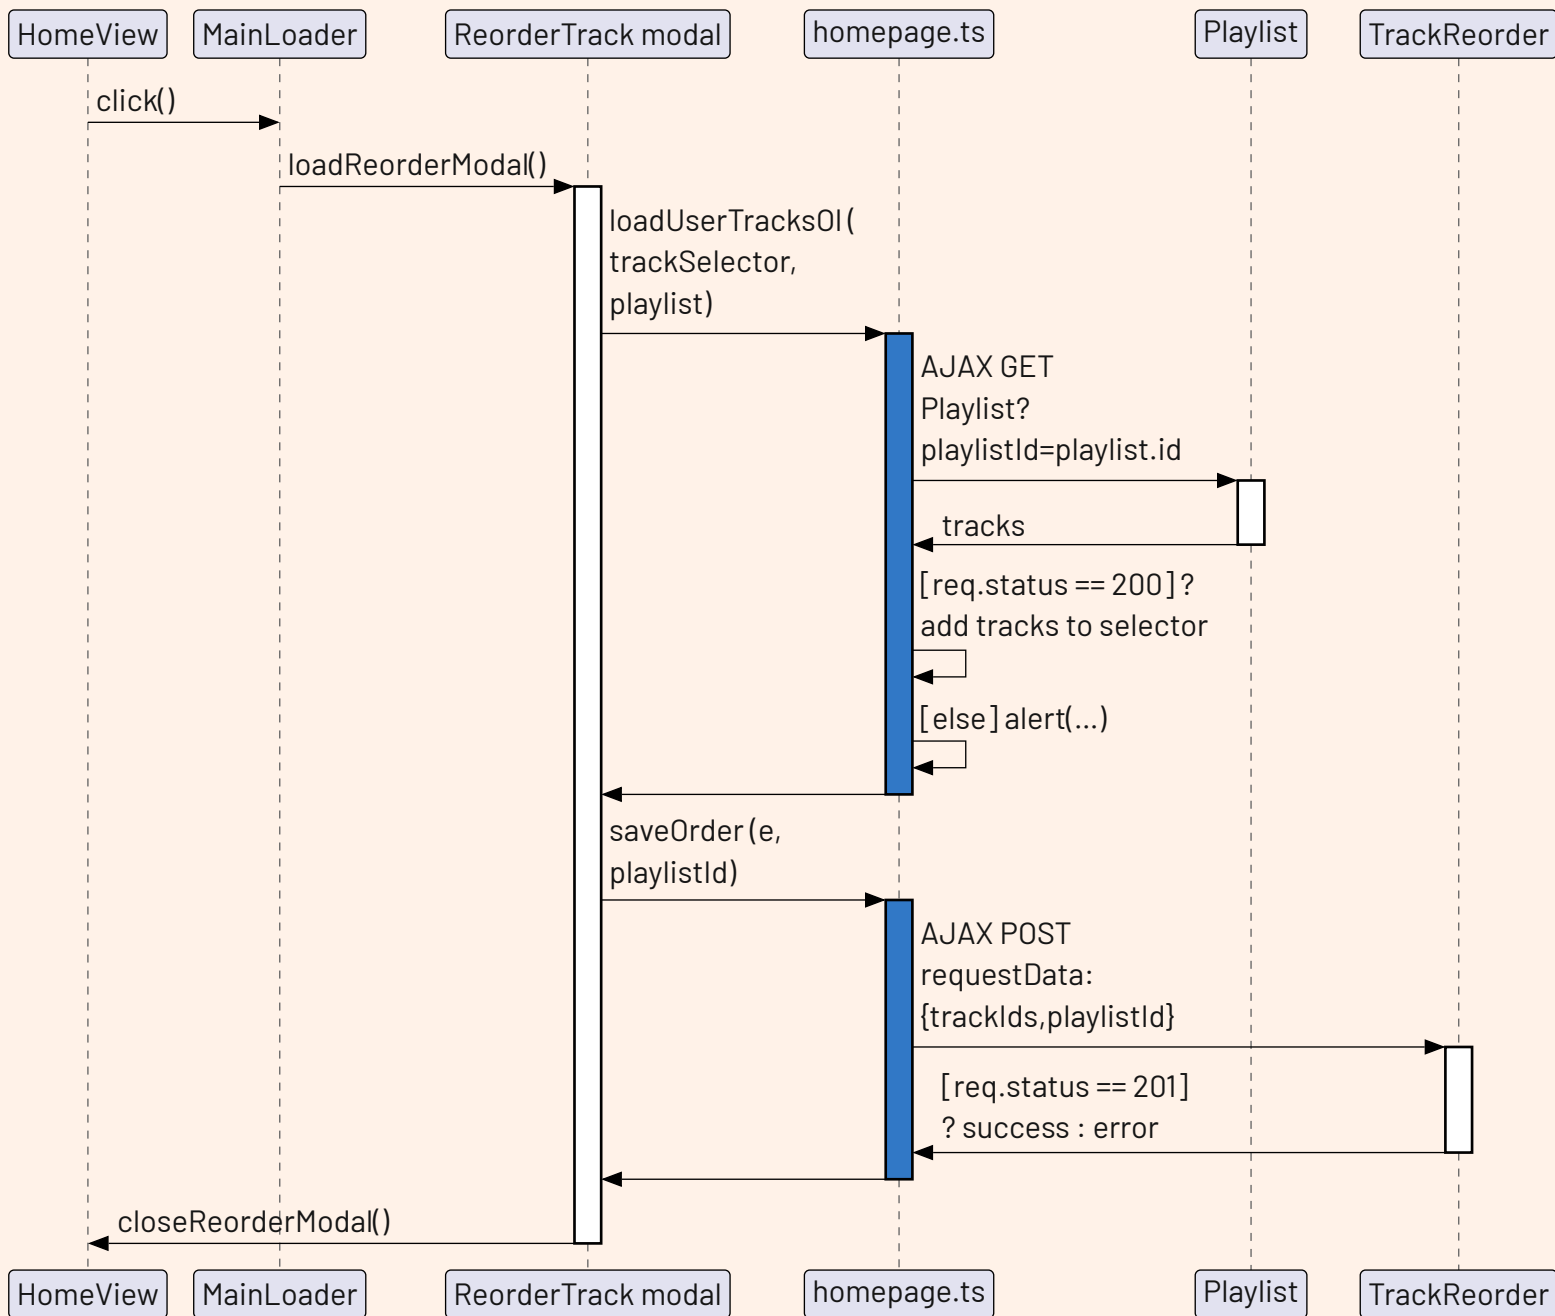 HomeView
MainLoader
ReorderTrack modal
homepage.ts
Playlist
TrackReorder
click()
loadReorderModal()
loadUserTracksOl (
trackSelector,
playlist)
AJAX GET
Playlist?
playlistId=playlist.id
tracks
[req.status == 200] ?
add tracks to selector
[else] alert(...)
saveOrder (e,
playlistId)
AJAX POST
requestData:
{trackIds,playlistId}
[req.status == 201]
? success : error
closeReorderModal()
HomeView
MainLoader
ReorderTrack modal
homepage.ts
Playlist
TrackReorder